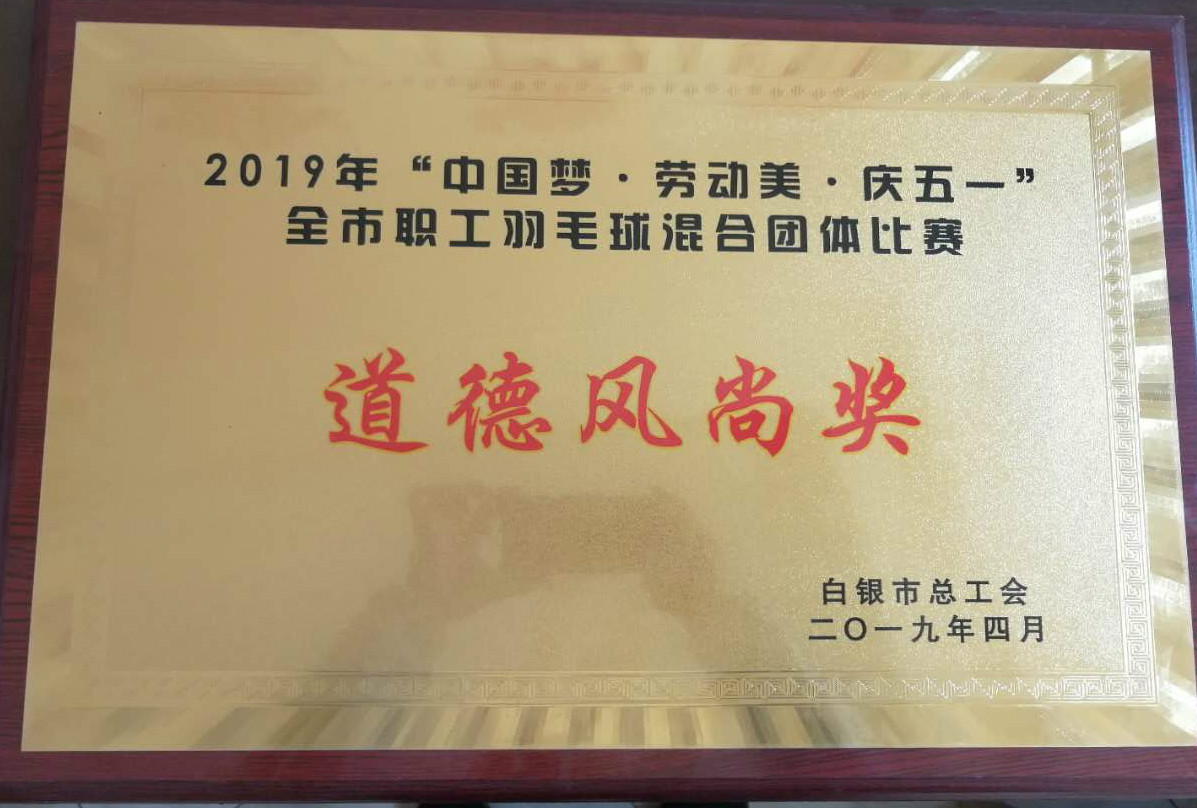 2019年“中国梦·劳动美·庆五一”
全市职工羽毛球混合团体比赛
道德风尚奖
白银市总工会
二〇一九年四月